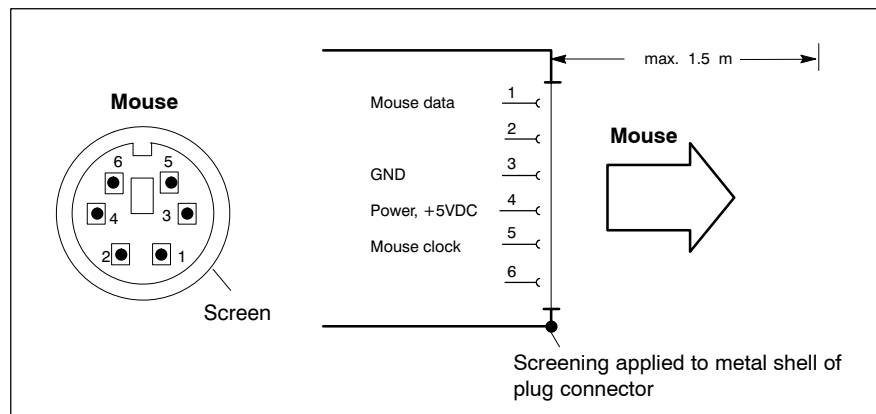 Mouse
6 5
4 3
2 1
Screen
max. 1.5 m
Mouse data 1
2
GND 3
Power, +5VDC 4
Mouse clock 5
6
Mouse
Screening applied to metal shell of
plug connector